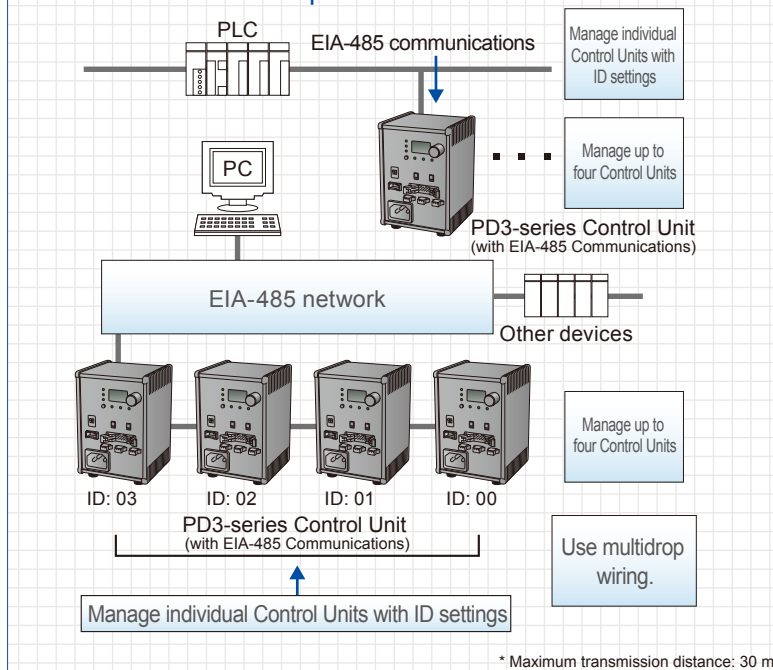 PLC
EIA-485 communications
Manage individual
Control Units with
ID settings
PC
Manage up to
four Control Units
PD3-series Control Unit
(with EIA-485 Communications)
EIA-485 network
Other devices
Manage up to
four Control Units
ID: 03
ID: 02
ID: 01
ID: 00
PD3-series Control Unit
(with EIA-485 Communications)
Use multidrop
wiring.
Manage individual Control Units with ID settings
* Maximum transmission distance: 30 m